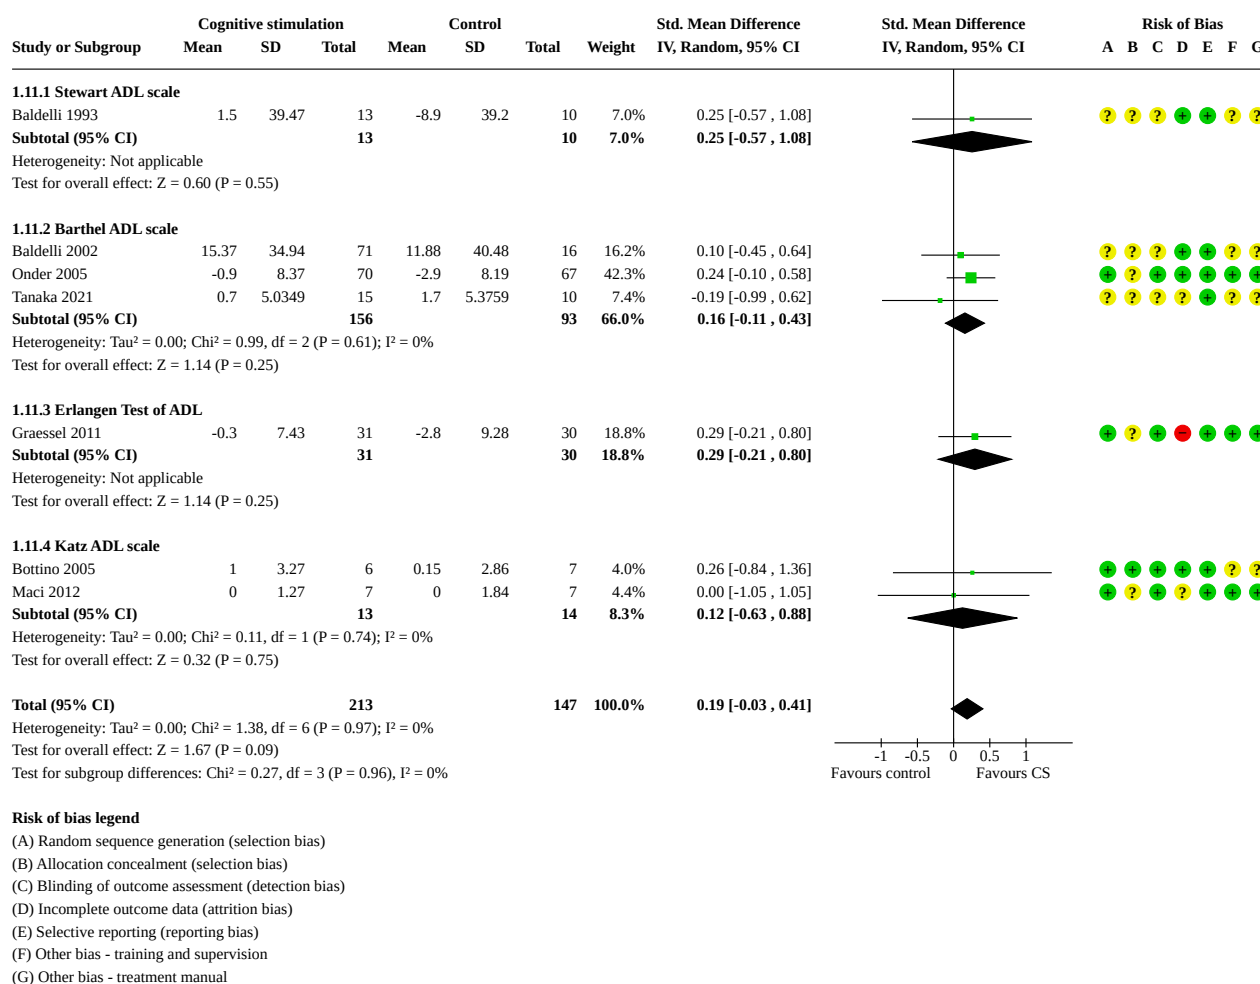 Cognitive stimulation Control Std. Mean Difference Std. Mean Difference Risk of Bias
Study or Subgroup Mean SD Total Mean SD Total Weight IV, Random, 95% CI IV, Random, 95% CI A B C D E F G
1.11.1 Stewart ADL scale
Baldelli 1993 1.5 39.47 13 -8.9 39.2 10 7.0% 0.25 [-0.57 , 1.08] ? ? ? + + ? ?
Subtotal (95% CI) 13 10 7.0% 0.25 [-0.57 , 1.08]
Heterogeneity: Not applicable
Test for overall effect: Z = 0.60 (P = 0.55)
1.11.2 Barthel ADL scale
Baldelli 2002 15.37 34.94 71 11.88 40.48 16 16.2% 0.10 [-0.45 , 0.64] ? ? ? + + ? ?
Onder 2005 -0.9 8.37 70 -2.9 8.19 67 42.3% 0.24 [-0.10 , 0.58] + ? + + + + +
Tanaka 2021 0.7 5.0349 15 1.7 5.3759 10 7.4% -0.19 [-0.99 , 0.62] ? ? ? ? + ? ?
Subtotal (95% CI) 156 93 66.0% 0.16 [-0.11 , 0.43]
Heterogeneity: Tau² = 0.00; Chi² = 0.99, df = 2 (P = 0.61); I² = 0%
Test for overall effect: Z = 1.14 (P = 0.25)
1.11.3 Erlangen Test of ADL
Graessel 2011 -0.3 7.43 31 -2.8 9.28 30 18.8% 0.29 [-0.21 , 0.80] + ? + − + + +
Subtotal (95% CI) 31 30 18.8% 0.29 [-0.21 , 0.80]
Heterogeneity: Not applicable
Test for overall effect: Z = 1.14 (P = 0.25)
1.11.4 Katz ADL scale
Bottino 2005 1 3.27 6 0.15 2.86 7 4.0% 0.26 [-0.84 , 1.36] + + + + + ? ?
Maci 2012 0 1.27 7 0 1.84 7 4.4% 0.00 [-1.05 , 1.05] + ? + ? + + +
Subtotal (95% CI) 13 14 8.3% 0.12 [-0.63 , 0.88]
Heterogeneity: Tau² = 0.00; Chi² = 0.11, df = 1 (P = 0.74); I² = 0%
Test for overall effect: Z = 0.32 (P = 0.75)
Total (95% CI) 213 147 100.0% 0.19 [-0.03 , 0.41]
Heterogeneity: Tau² = 0.00; Chi² = 1.38, df = 6 (P = 0.97); I² = 0%
Test for overall effect: Z = 1.67 (P = 0.09)
-1 -0.5 0 0.5 1
Test for subgroup differences: Chi² = 0.27, df = 3 (P = 0.96), I² = 0%
Favours control Favours CS
Risk of bias legend
(A) Random sequence generation (selection bias)
(B) Allocation concealment (selection bias)
(C) Blinding of outcome assessment (detection bias)
(D) Incomplete outcome data (attrition bias)
(E) Selective reporting (reporting bias)
(F) Other bias - training and supervision
(G) Other bias - treatment manual